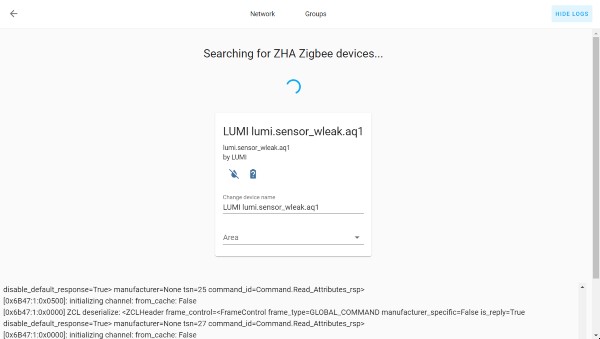 Network Groups HIDE LOGS
Searching for ZHA Zigbee devices...
LUMI lumi.sensor_wleak.aq1
lumi.sensor_wleak.aq1
by LUMI
Change device name
LUMI lumi.sensor_wleak.aq1
Area
disable_default_response=True> manufacturer=None tsn=25 command_id=Command.Read_Attributes_rsp>
[0x6B47:1:0x0500]: initializing channel: from_cache: False
[0x6B47:1:0x0000] ZCL deserialize: <ZCLHeader frame_control=<FrameControl frame_type=GLOBAL_COMMAND manufacturer_specific=False is_reply=True
disable_default_response=True> manufacturer=None tsn=27 command_id=Command.Read_Attributes_rsp>
[0x6B47:1:0x0000]: initializing channel: from_cache: False